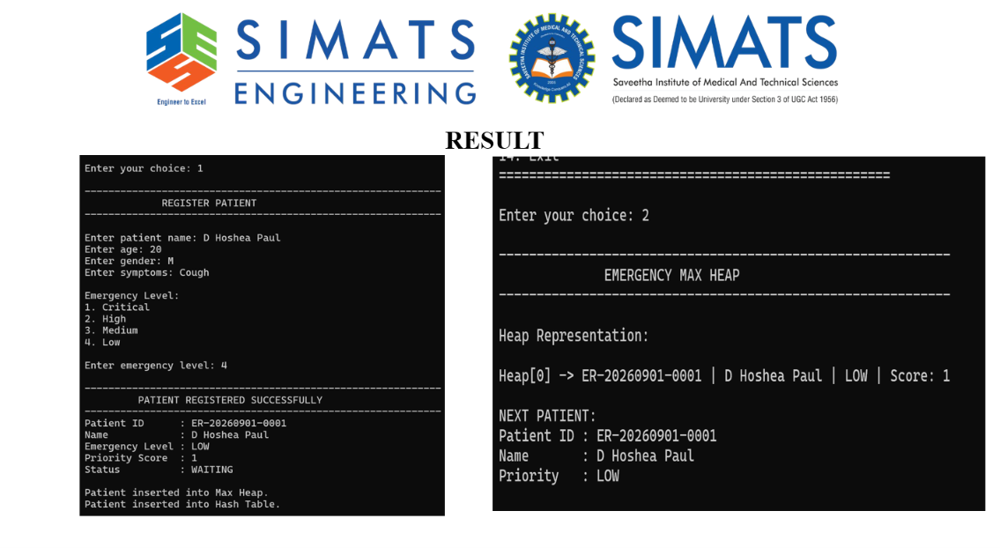 SIMATS
ENGINEERING
Engineer to Excel
SAVEETHA INSTITUTE OF MEDICAL AND TECHNICAL SCIENCES
2005
SIMATS
Saveetha Institute of Medical And Technical Sciences
(Declared as Deemed to be University under Section 3 of UGC Act 1956)
RESULT
Enter your choice: 1
------------------------------------------------------------
REGISTER PATIENT
------------------------------------------------------------
Enter patient name: D Hoshea Paul
Enter age: 20
Enter gender: M
Enter symptoms: Cough
Emergency Level:
1. Critical
2. High
3. Medium
4. Low
Enter emergency level: 4
------------------------------------------------------------
PATIENT REGISTERED SUCCESSFULLY
------------------------------------------------------------
Patient ID : ER-20260901-0001
Name : D Hoshea Paul
Emergency Level : LOW
Priority Score : 1
Status : WAITING
Patient inserted into Max Heap.
Patient inserted into Hash Table.
14. Exit
====================================================
Enter your choice: 2
------------------------------------------------------------
EMERGENCY MAX HEAP
------------------------------------------------------------
Heap Representation:
Heap[0] -> ER-20260901-0001 | D Hoshea Paul | LOW | Score: 1
NEXT PATIENT:
Patient ID : ER-20260901-0001
Name : D Hoshea Paul
Priority : LOW